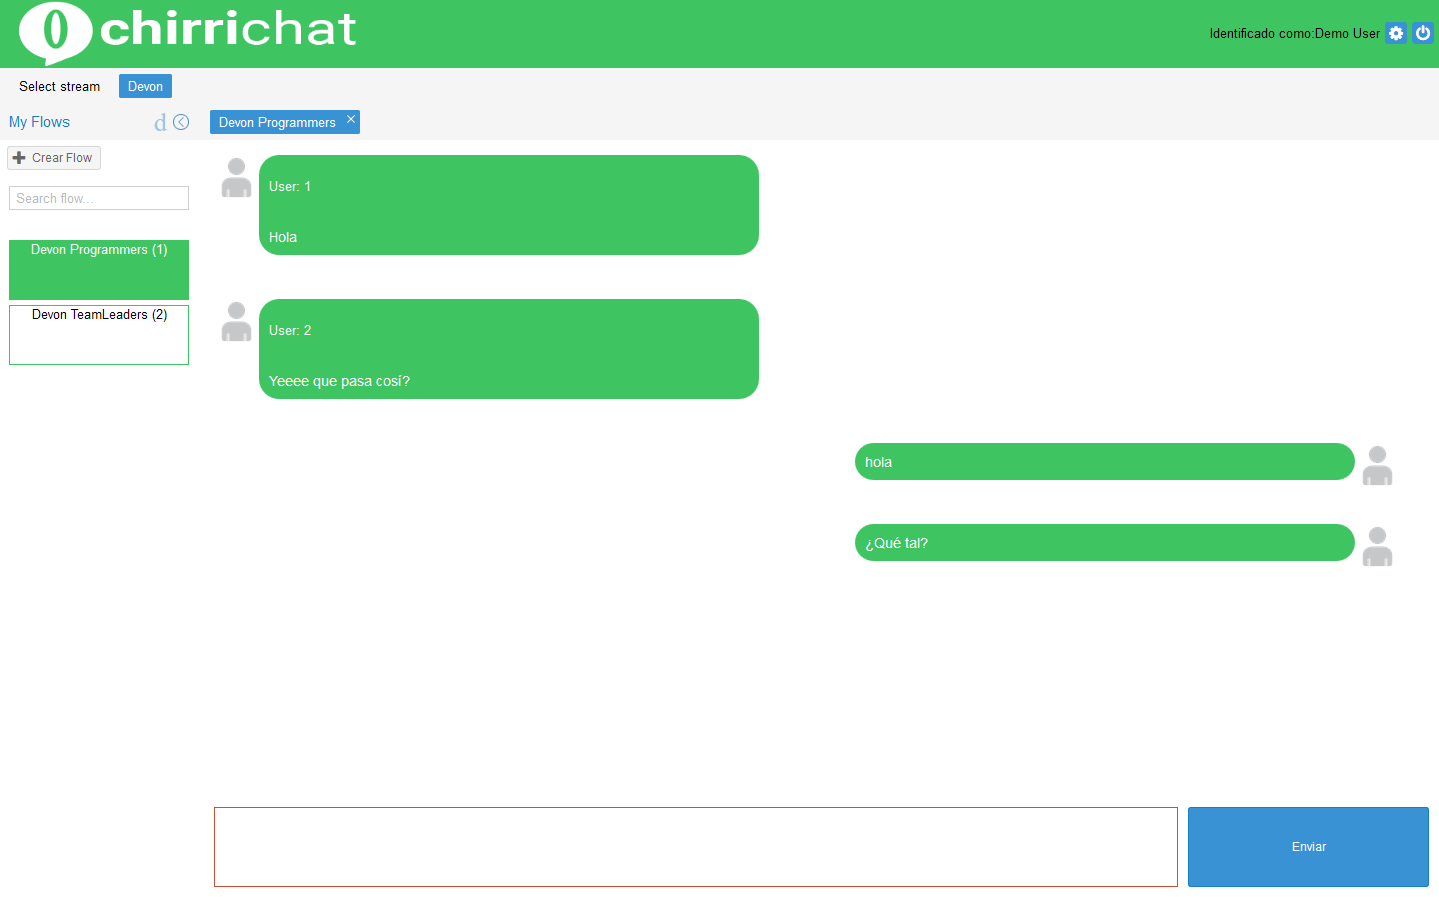 chirrichat
Identificado como:Demo User
Select stream
Devon
My Flows
d
Devon Programmers
Crear Flow
Search flow...
Devon Programmers (1)
Devon TeamLeaders (2)
User: 1
Hola
User: 2
Yeeee que pasa cosí?
hola
¿Qué tal?
Enviar